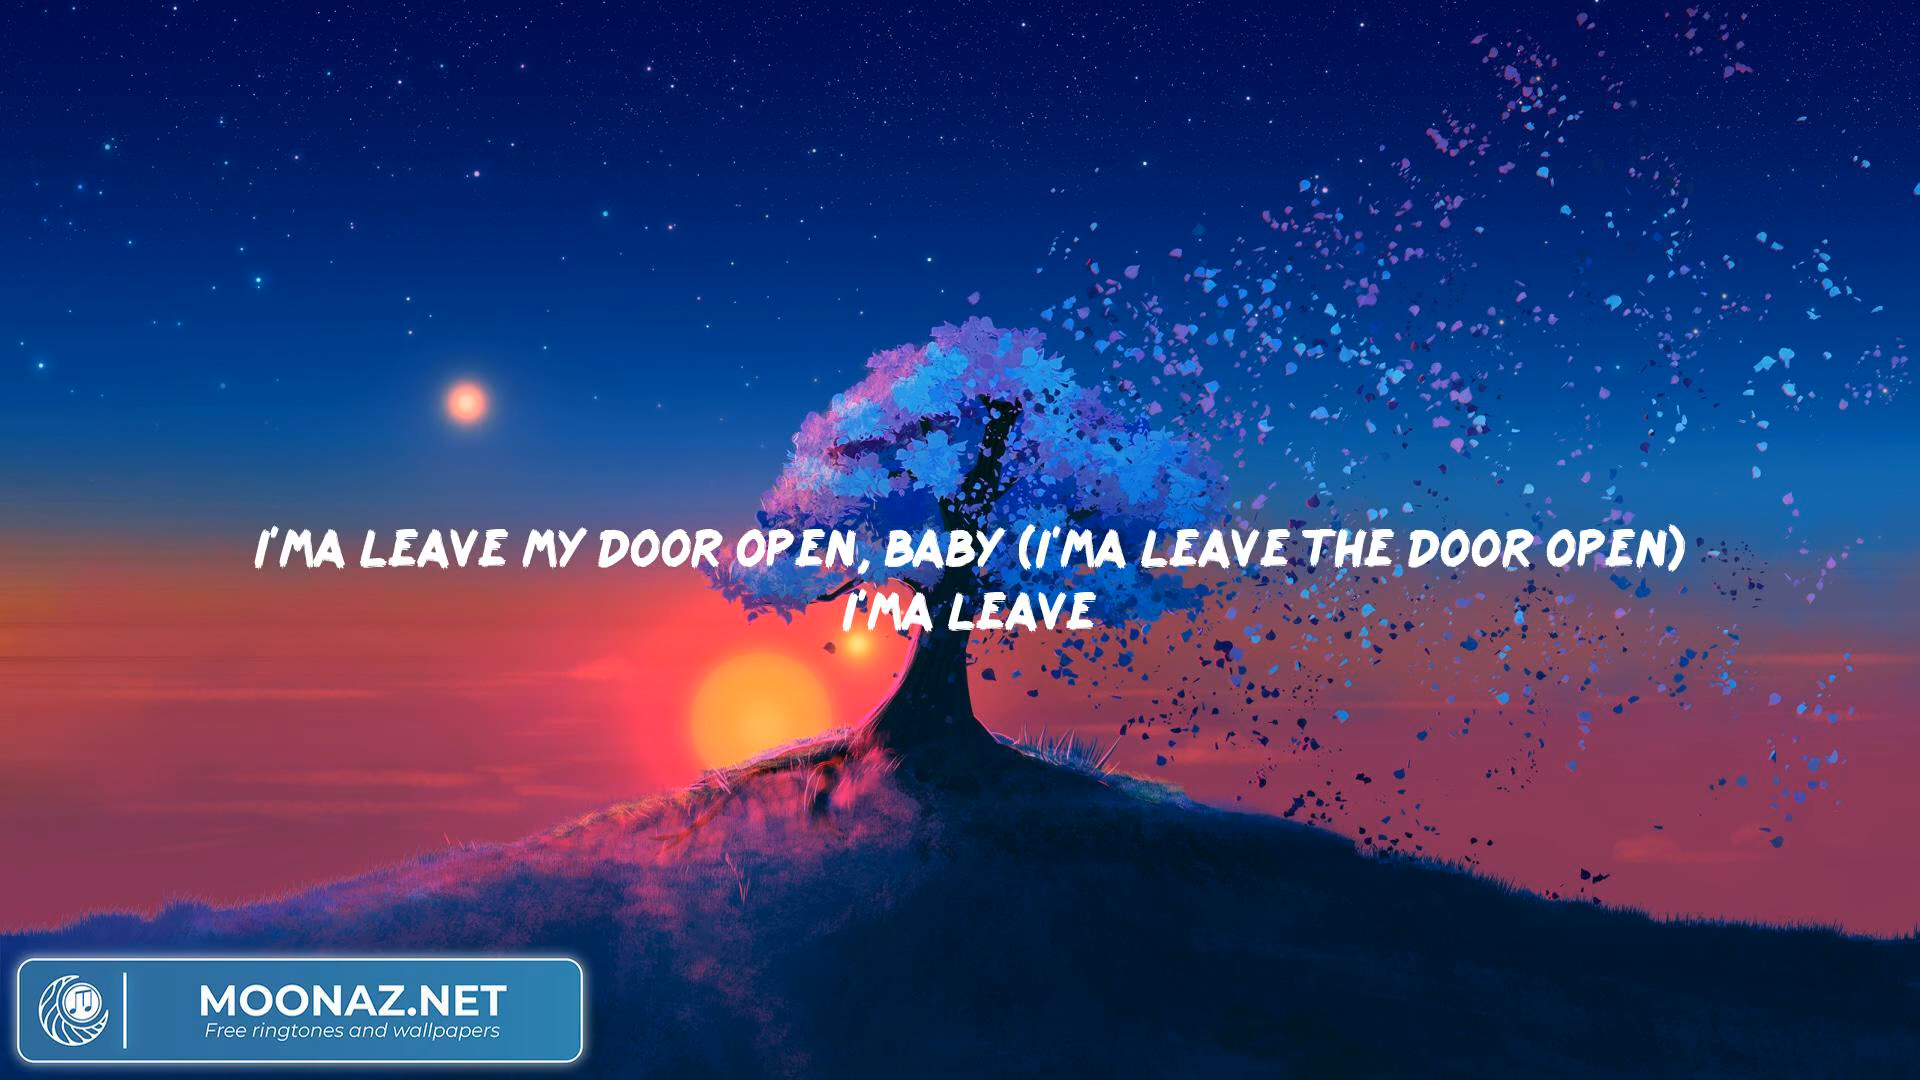 I'MA LEAVE MY DOOR OPEN, BABY (I'MA LEAVE THE DOOR OPEN)
I'MA LEAVE
MOONAZ.NET
Free ringtones and wallpapers